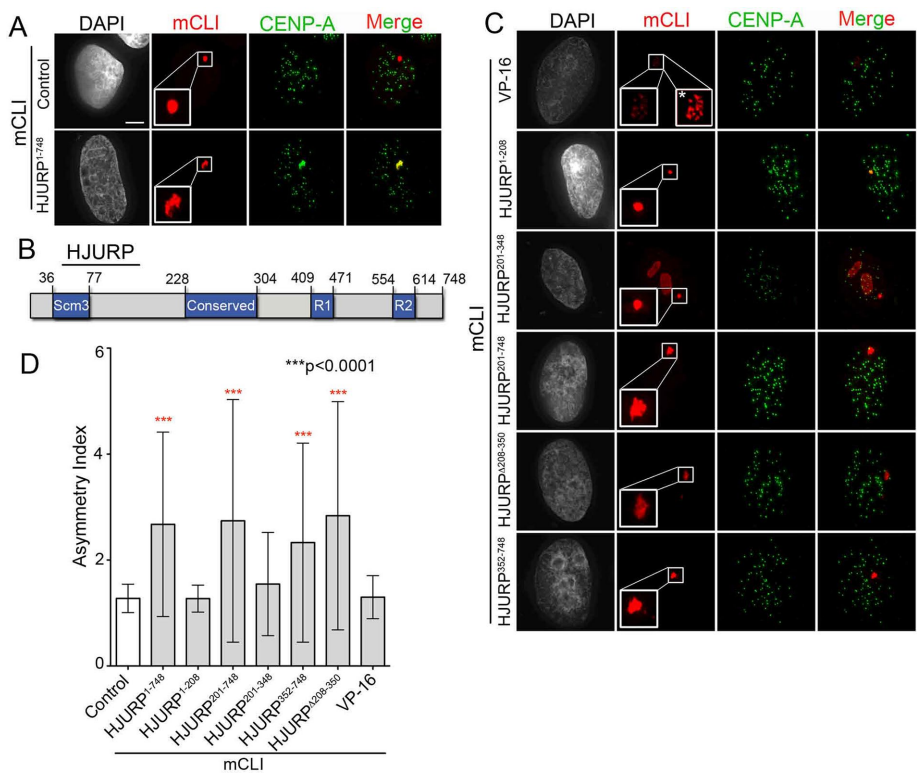 A
DAPI mCLI CENP-A Merge
mCLI
Control
HJURP1-748
B
HJURP
36 77 228 304 409 471 554 614 748
Scm3 Conserved R1 R2
C
DAPI mCLI CENP-A Merge
mCLI
VP-16
*
HJURP1-208
HJURP201-348
HJURP201-748
HJURPΔ208-350
HJURP352-748
D
***p<0.0001
Asymmetry Index
6
4
2
0
*** *** *** ***
Control HJURP1-748 HJURP1-208 HJURP201-748 HJURP201-348 HJURP352-748 HJURPΔ208-350 VP-16
mCLI